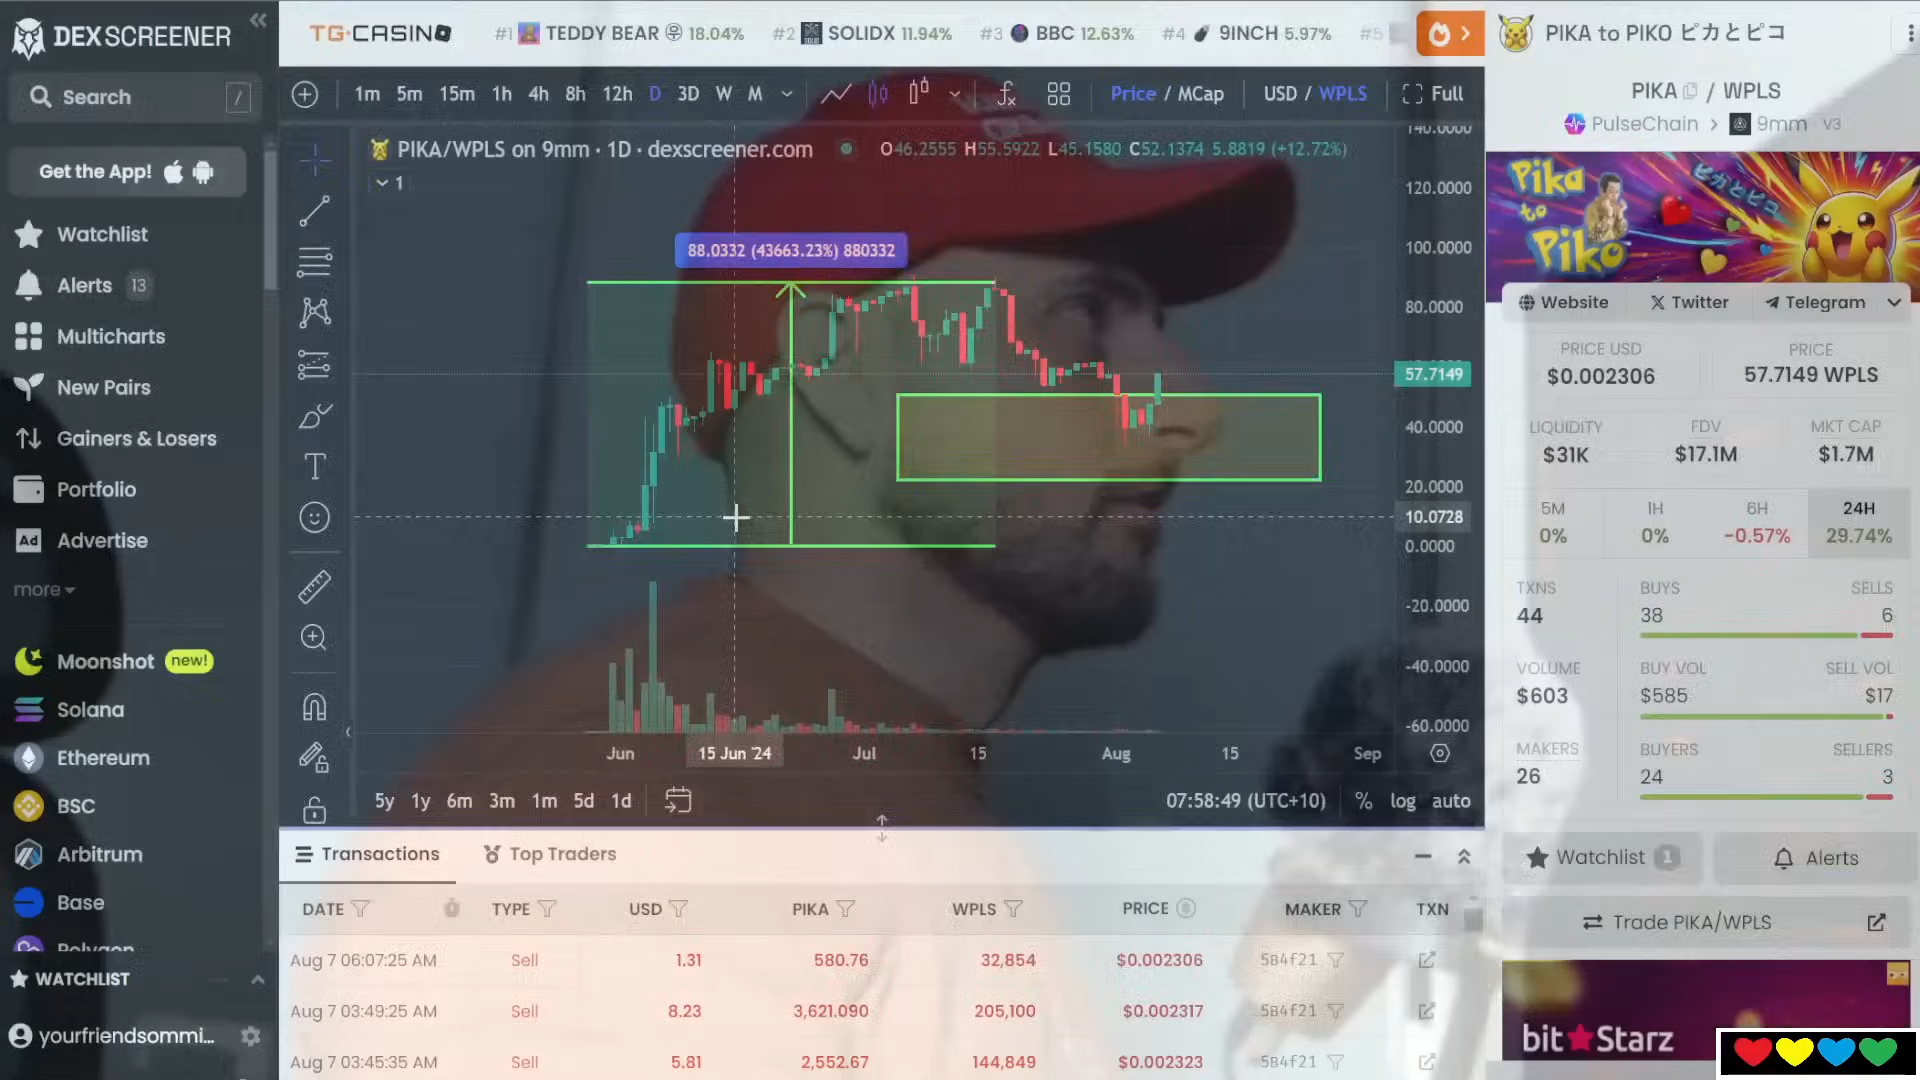 DEX SCREENER
Search /
Get the App!
Watchlist
Alerts 13
Multicharts
New Pairs
Gainers & Losers
Portfolio
Ad Advertise
more
Moonshot new!
Solana
Ethereum
BSC
Arbitrum
Base
Polygon
WATCHLIST
yourfriendsommi...
TG.CASINO
#1 TEDDY BEAR 18.04%
#2 SOLIDX 11.94%
#3 BBC 12.63%
#4 9INCH 5.97%
#5
1m 5m 15m 1h 4h 8h 12h D 3D W M
Price / MCap
USD / WPLS
Full
PIKA/WPLS on 9mm · 1D · dexscreener.com
O46.2555 H55.5922 L45.1580 C52.1374 5.8819 (+12.72%)
1
88.0332 (43663.23%) 880332
140.0000
120.0000
100.0000
80.0000
57.7149
40.0000
20.0000
10.0728
0.0000
-20.0000
-40.0000
-60.0000
Jun 15 Jun '24 Jul 15 Aug 15 Sep
5y 1y 6m 3m 1m 5d 1d
07:58:49 (UTC+10) % log auto
Transactions
Top Traders
DATE TYPE USD PIKA WPLS PRICE MAKER TXN
Aug 7 06:07:25 AM Sell 1.31 580.76 32,854 $0.002306 5B4f21
Aug 7 03:49:25 AM Sell 8.23 3,621.090 205,100 $0.002317 5B4f21
Aug 7 03:45:35 AM Sell 5.81 2,552.67 144,849 $0.002323 5B4f21
PIKA to PIKO ピカとピコ
PIKA / WPLS
PulseChain > 9mm V3
Pika
to
Piko
ピカとピコ
Website
Twitter
Telegram
PRICE USD
$0.002306
PRICE
57.7149 WPLS
LIQUIDITY
$31K
FDV
$17.1M
MKT CAP
$1.7M
5M
0%
1H
0%
6H
-0.57%
24H
29.74%
TXNS
44
BUYS
38
SELLS
6
VOLUME
$603
BUY VOL
$585
SELL VOL
$17
MAKERS
26
BUYERS
24
SELLERS
3
Watchlist 1
Alerts
Trade PIKA/WPLS
bitStarz